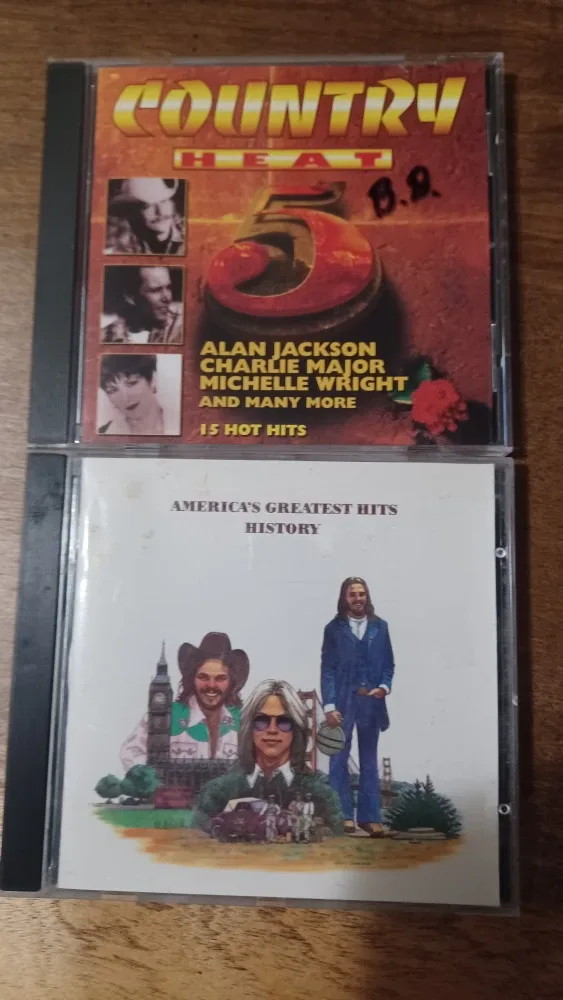 COUNTRY
HEAT
5
B.D.
ALAN JACKSON
CHARLIE MAJOR
MICHELLE WRIGHT
AND MANY MORE
15 HOT HITS
AMERICA'S GREATEST HITS
HISTORY